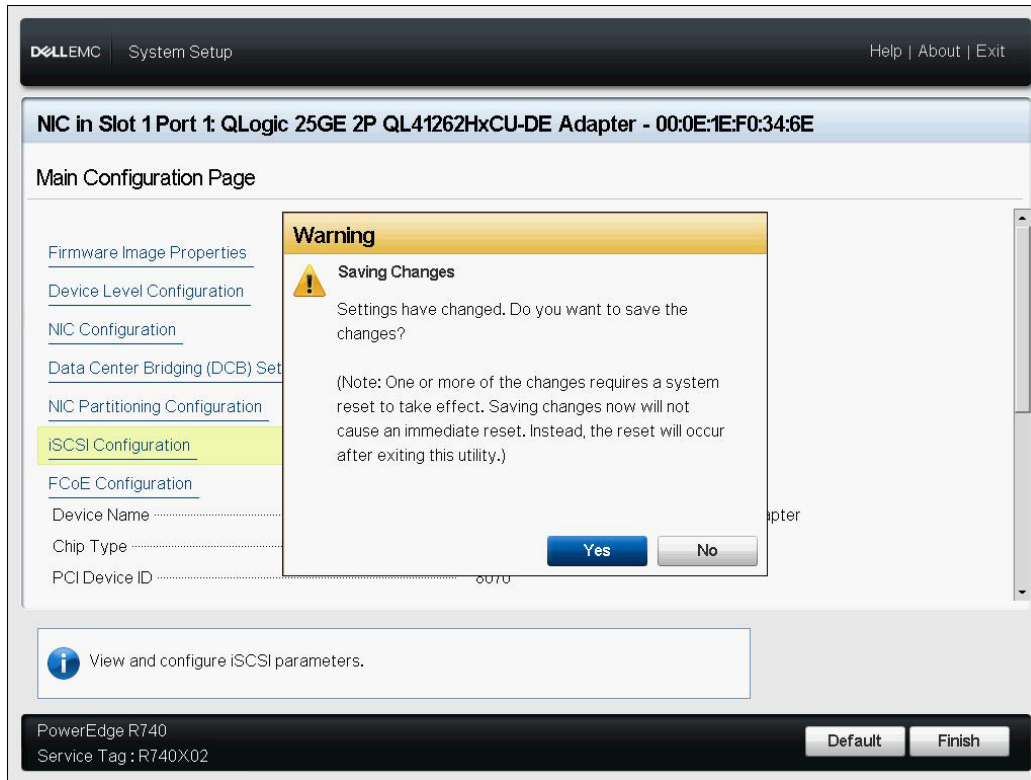 DELLEMC System Setup Help | About | Exit
NIC in Slot 1 Port 1: QLogic 25GE 2P QL41262HxCU-DE Adapter - 00:0E:1E:F0:34:6E
Main Configuration Page
Firmware Image Properties
Device Level Configuration
NIC Configuration
Data Center Bridging (DCB) Set
NIC Partitioning Configuration
iSCSI Configuration
FCoE Configuration
Device Name apter
Chip Type
PCI Device ID 8070
Warning
Saving Changes
Settings have changed. Do you want to save the
changes?
(Note: One or more of the changes requires a system
reset to take effect. Saving changes now will not
cause an immediate reset. Instead, the reset will occur
after exiting this utility.)
Yes No
View and configure iSCSI parameters.
PowerEdge R740
Service Tag : R740X02
Default Finish